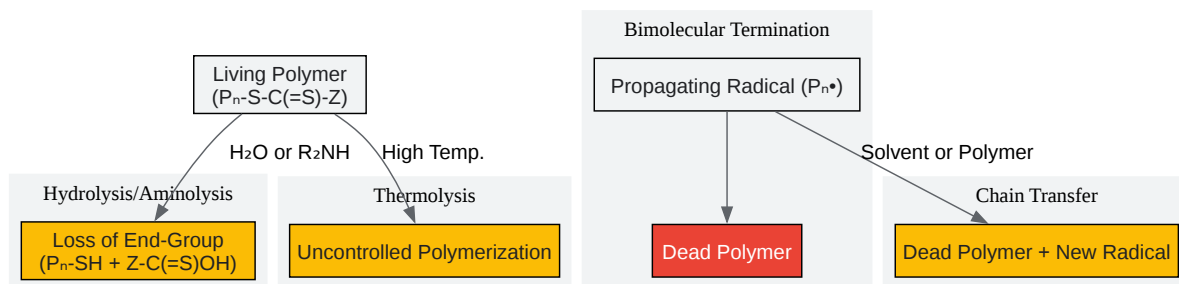 Bimolecular Termination
Living Polymer
(Pₙ-S-C(=S)-Z)
Propagating Radical (Pₙ•)
H₂O or R₂NH
High Temp.
Solvent or Polymer
Hydrolysis/Aminolysis
Thermolysis
Chain Transfer
Loss of End-Group
(Pₙ-SH + Z-C(=S)OH)
Uncontrolled Polymerization
Dead Polymer
Dead Polymer + New Radical